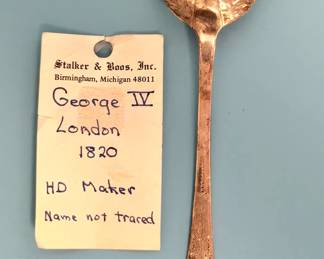 Stalker & Boos, Inc.
Birmingham, Michigan 48011
George IV
London
1820
HD Maker
Name not traced